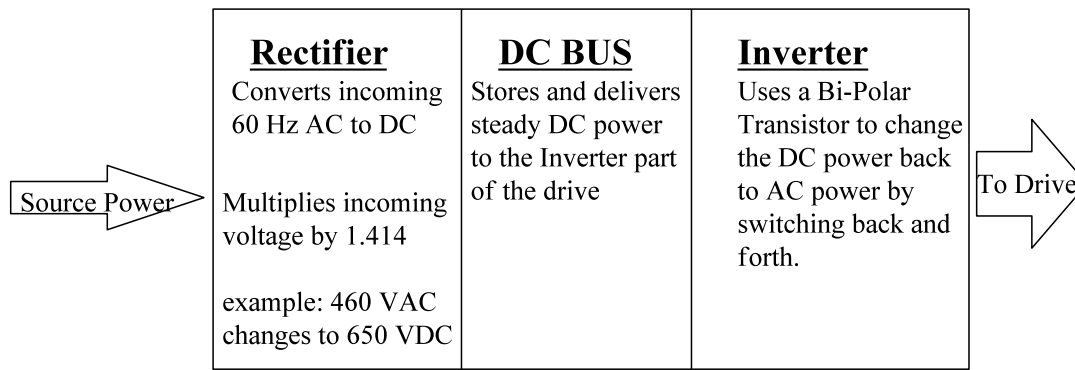 Source Power
Rectifier
Converts incoming
60 Hz AC to DC
Multiplies incoming
voltage by 1.414
example: 460 VAC
changes to 650 VDC
DC BUS
Stores and delivers
steady DC power
to the Inverter part
of the drive
Inverter
Uses a Bi-Polar
Transistor to change
the DC power back
to AC power by
switching back and
forth.
To Drive